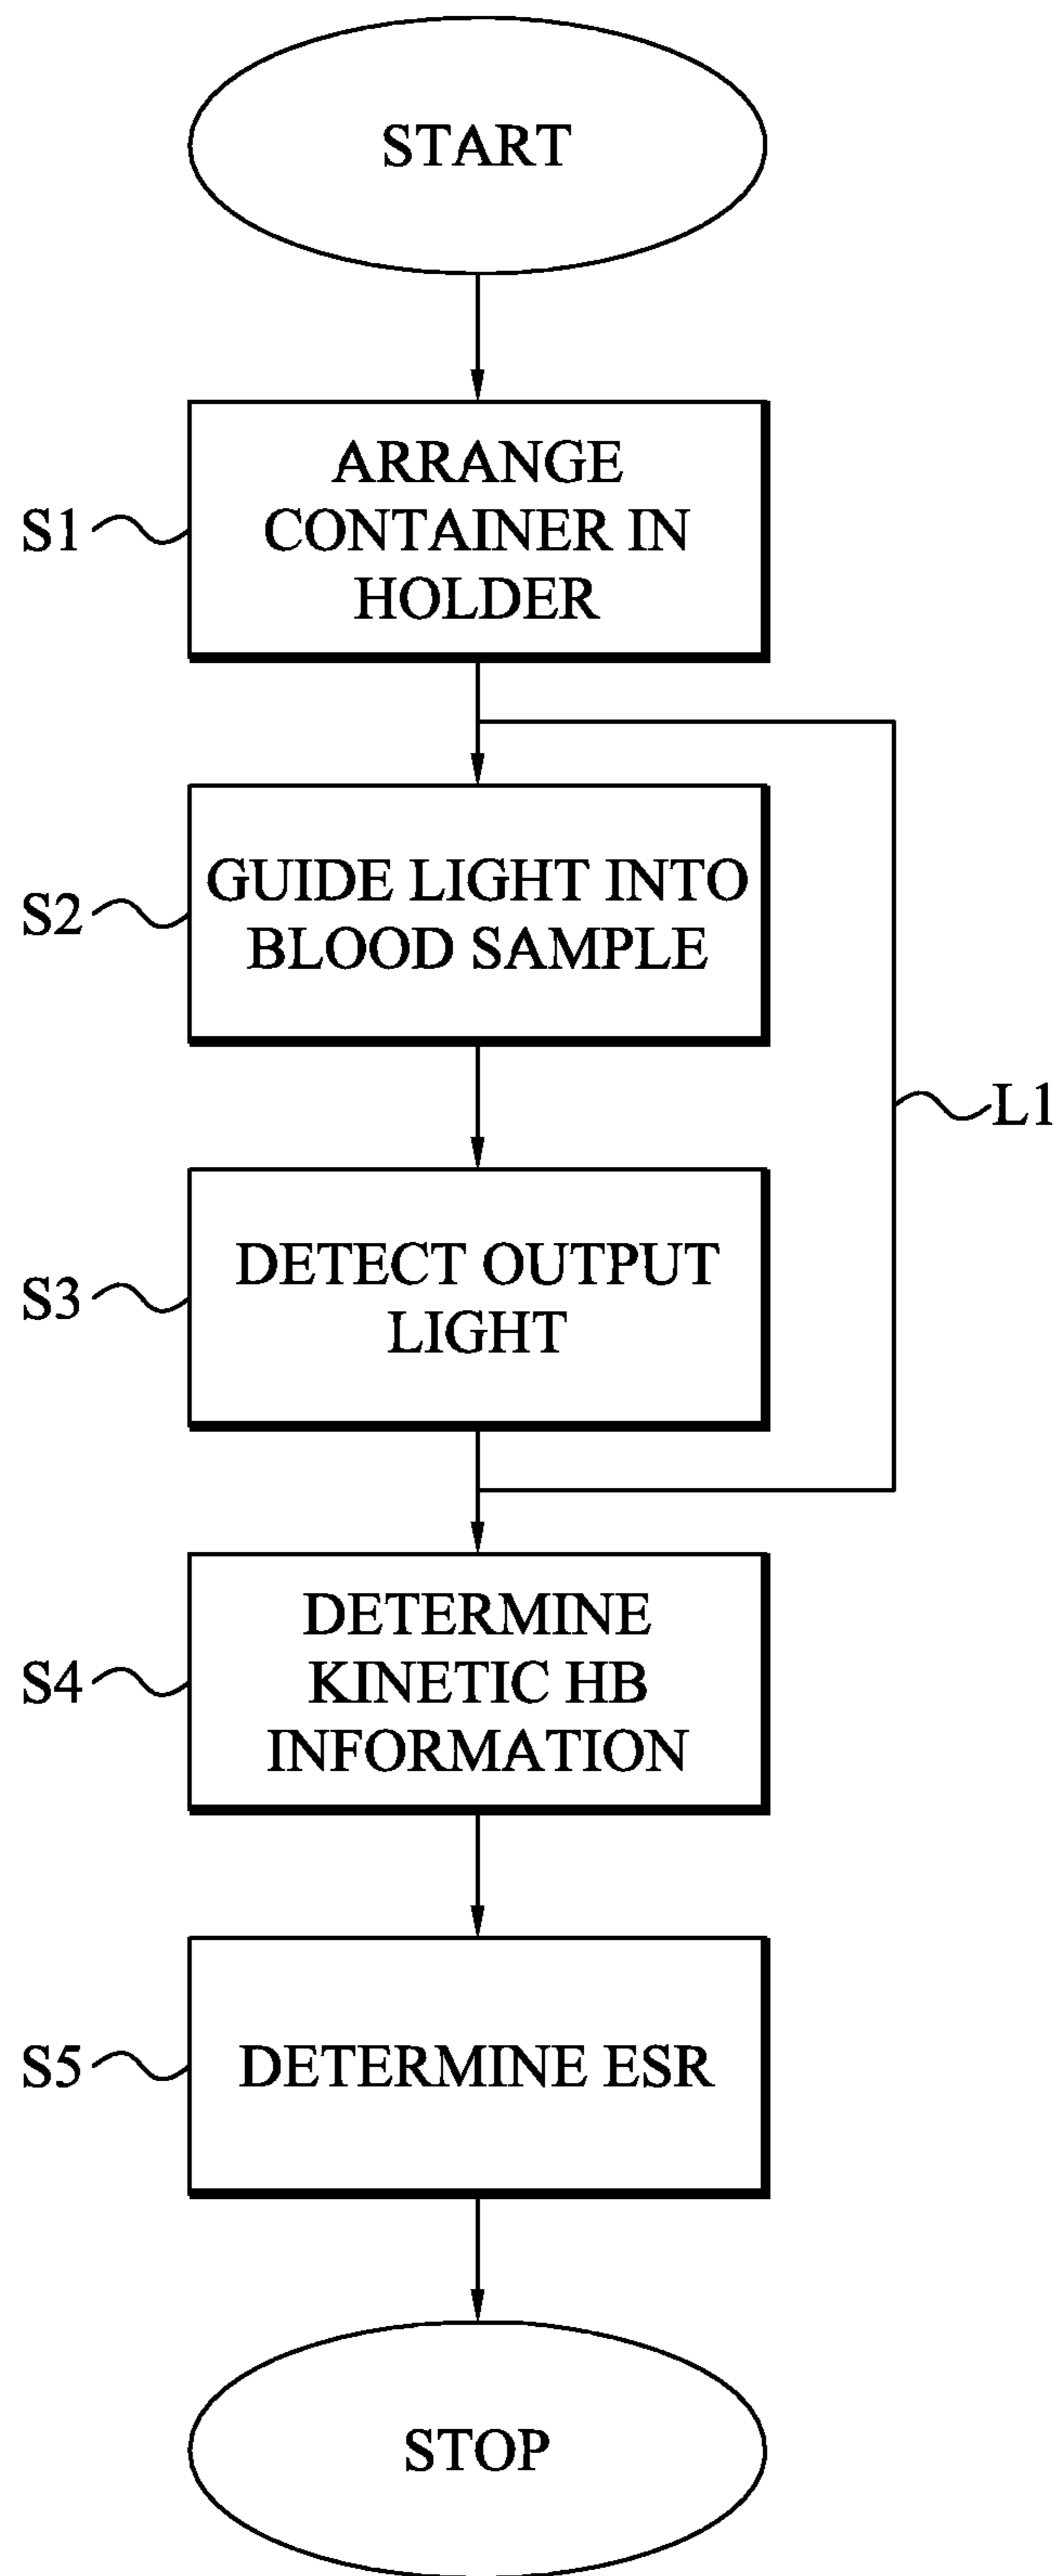 START
ARRANGE
CONTAINER IN
HOLDER
S1
GUIDE LIGHT INTO
BLOOD SAMPLE
S2
L1
DETECT OUTPUT
LIGHT
S3
DETERMINE
KINETIC HB
INFORMATION
S4
DETERMINE ESR
S5
STOP